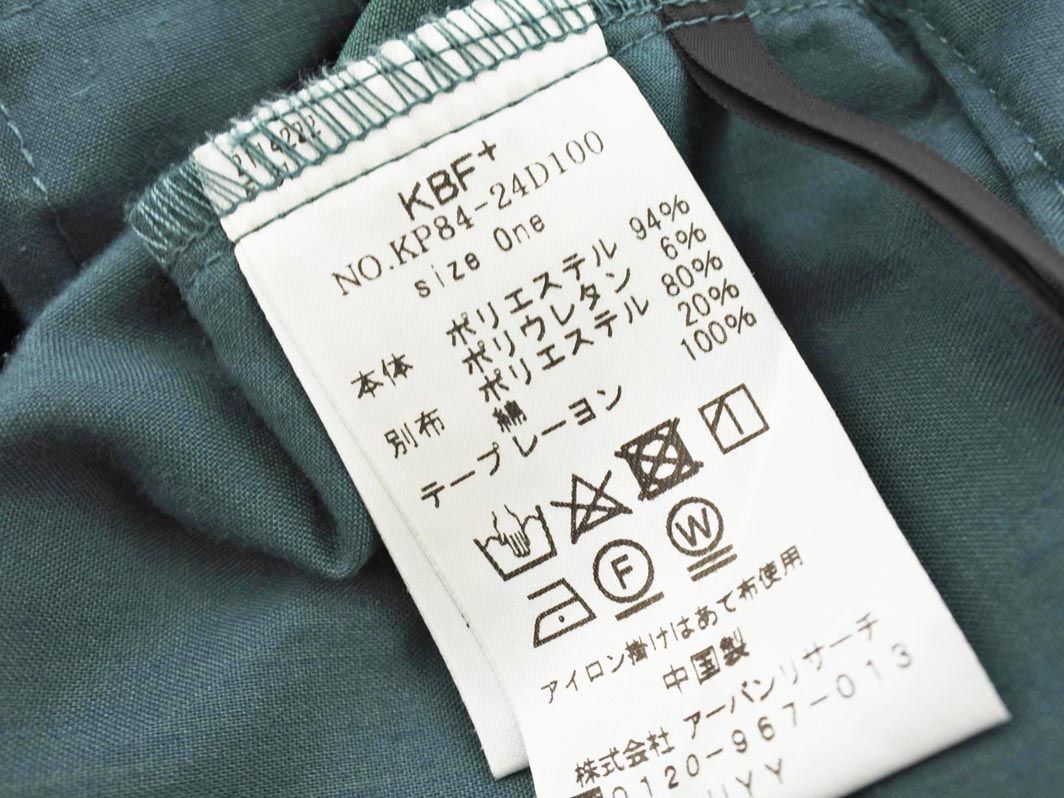 KBF+
NO.KP84-24D100
size One
本体 ポリエステル 94%
ポリウレタン 6%
別布 ポリエステル 80%
綿 20%
テープ レーヨン 100%
F
W
アイロン掛けはあて布使用
中国製
株式会社 アーバンリサーチ
0120-967-013